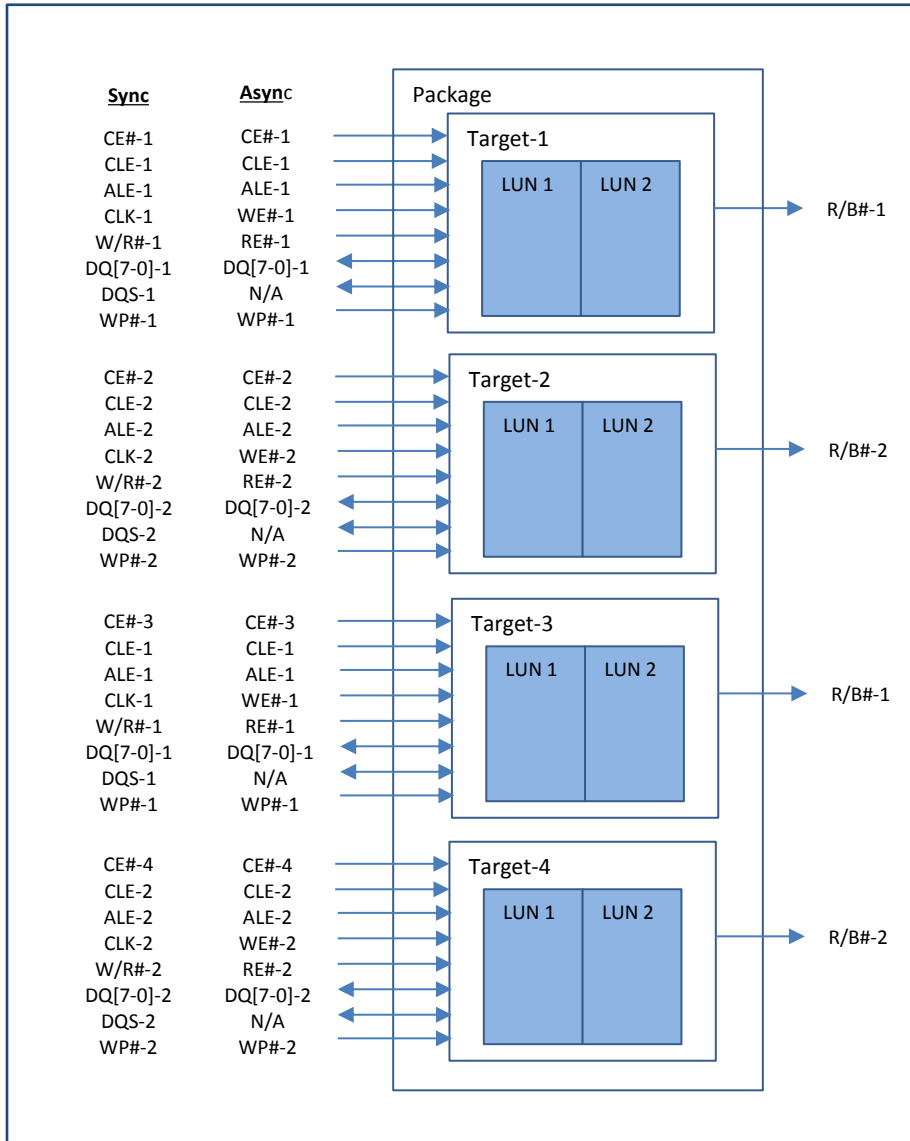 Sync Async
Package
CE#-1 CE#-1
Target-1
CLE-1 CLE-1
ALE-1 ALE-1
LUN 1 LUN 2
CLK-1 WE#-1
R/B#-1
W/R#-1 RE#-1
DQ[7-0]-1 DQ[7-0]-1
DQS-1 N/A
WP#-1 WP#-1
CE#-2 CE#-2
Target-2
CLE-2 CLE-2
ALE-2 ALE-2
LUN 1 LUN 2
CLK-2 WE#-2
R/B#-2
W/R#-2 RE#-2
DQ[7-0]-2 DQ[7-0]-2
DQS-2 N/A
WP#-2 WP#-2
CE#-3 CE#-3
Target-3
CLE-1 CLE-1
ALE-1 ALE-1
LUN 1 LUN 2
CLK-1 WE#-1
R/B#-1
W/R#-1 RE#-1
DQ[7-0]-1 DQ[7-0]-1
DQS-1 N/A
WP#-1 WP#-1
CE#-4 CE#-4
Target-4
CLE-2 CLE-2
ALE-2 ALE-2
LUN 1 LUN 2
CLK-2 WE#-2
R/B#-2
W/R#-2 RE#-2
DQ[7-0]-2 DQ[7-0]-2
DQS-2 N/A
WP#-2 WP#-2